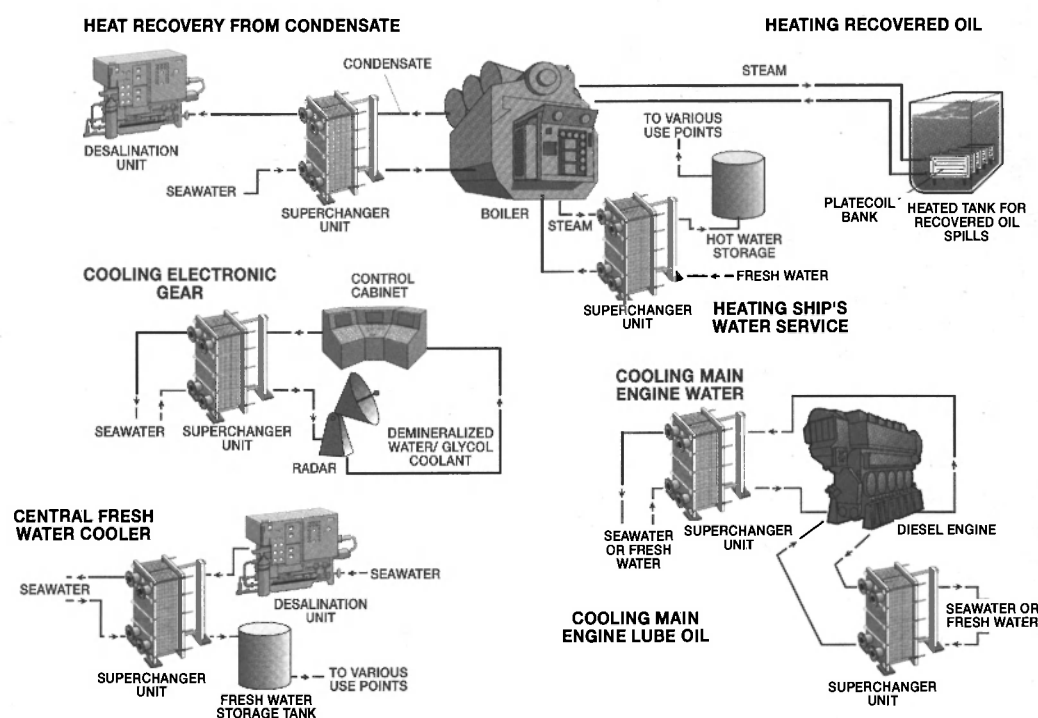 HEAT RECOVERY FROM CONDENSATE
CONDENSATE
DESALINATION
UNIT
SEAWATER
SUPERCHANGER
UNIT
BOILER
HEATING RECOVERED OIL
STEAM
TO VARIOUS
USE POINTS
PLATECOIL
BANK
HEATED TANK FOR
RECOVERED OIL
SPILLS
STEAM
HOT WATER
STORAGE
FRESH WATER
SUPERCHANGER
UNIT
HEATING SHIP'S
WATER SERVICE
COOLING ELECTRONIC
GEAR
CONTROL
CABINET
SEAWATER
SUPERCHANGER
UNIT
RADAR
DEMINERALIZED
WATER/ GLYCOL
COOLANT
COOLING MAIN
ENGINE WATER
SEAWATER
OR FRESH
WATER
SUPERCHANGER
UNIT
DIESEL ENGINE
CENTRAL FRESH
WATER COOLER
SEAWATER
SEAWATER
DESALINATION
UNIT
SUPERCHANGER
UNIT
FRESH WATER
STORAGE TANK
TO VARIOUS
USE POINTS
COOLING MAIN
ENGINE LUBE OIL
SEAWATER OR
FRESH WATER
SUPERCHANGER
UNIT